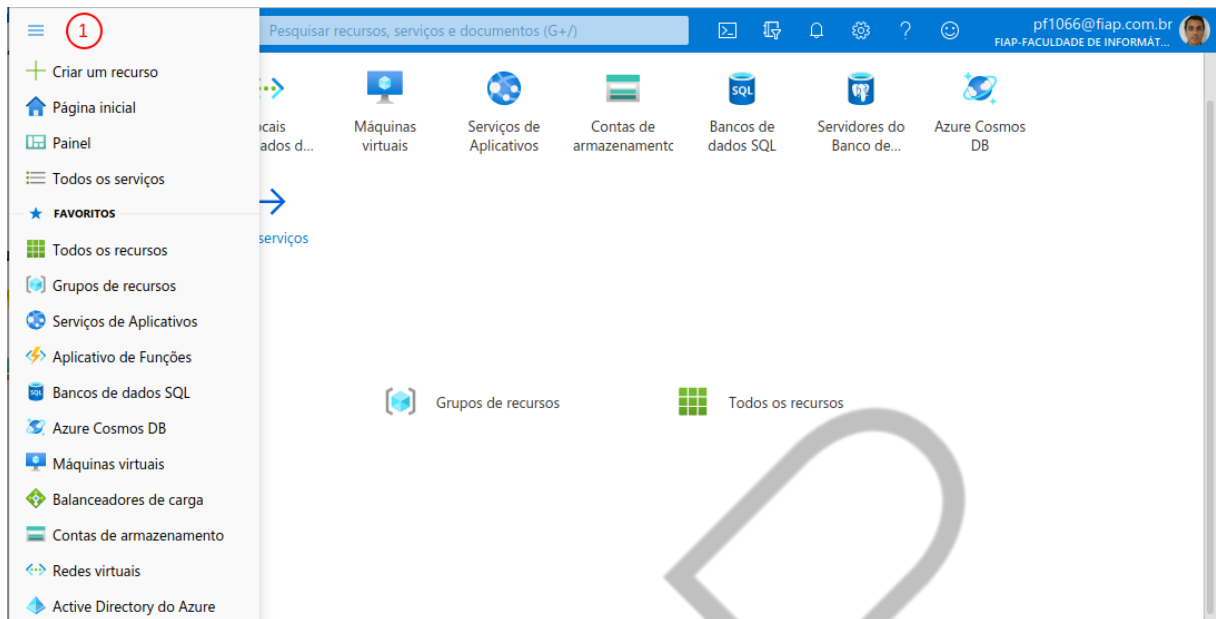 1
Pesquisar recursos, serviços e documentos (G+/)
pf1066@fiap.com.br
FIAP-FACULDADE DE INFORMÁT...
Criar um recurso
Página inicial
Painel
Todos os serviços
FAVORITOS
Todos os recursos
Grupos de recursos
Serviços de Aplicativos
Aplicativo de Funções
Bancos de dados SQL
Azure Cosmos DB
Máquinas virtuais
Balanceadores de carga
Contas de armazenamento
Redes virtuais
Active Directory do Azure
ocais
ados d...
Máquinas
virtuais
Serviços de
Aplicativos
Contas de
armazenamento
SQL
Bancos de
dados SQL
Servidores do
Banco de...
Azure Cosmos
DB
serviços
Grupos de recursos
Todos os recursos